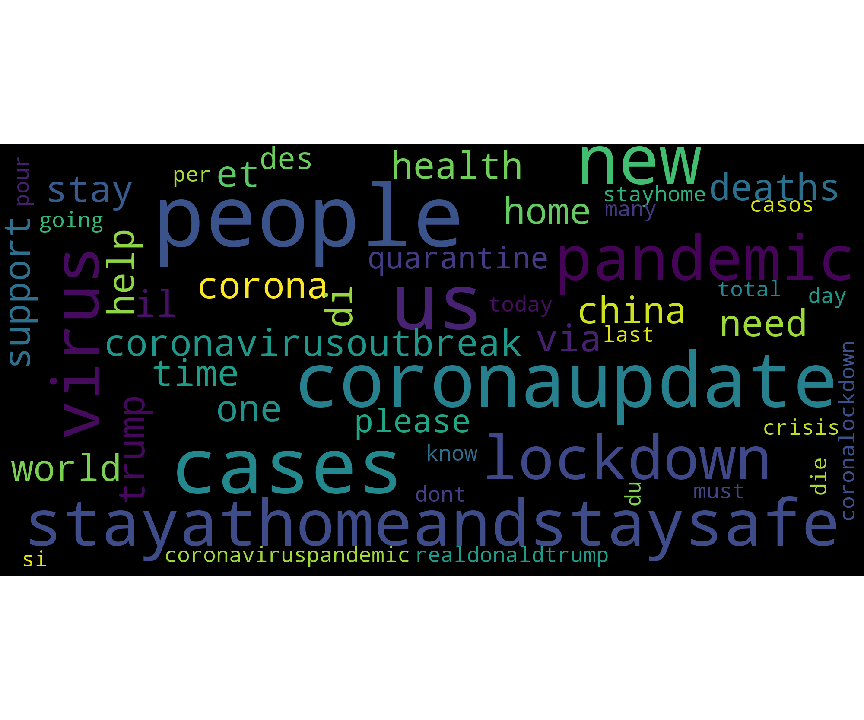 pour
stay
per
et
des
health
new
stayhome
deaths
going
people
home
many
casos
support
virus
help
il
corona
di
quarantine
us
today
pandemic
china
total
day
via
last
need
coronavirusoutbreak
time
coronaupdate
one
please
crisis
coronalockdown
world
trump
cases
know
lockdown
dont
du
must
die
stayathomeandstaysafe
si
coronaviruspandemic
realdonaldtrump